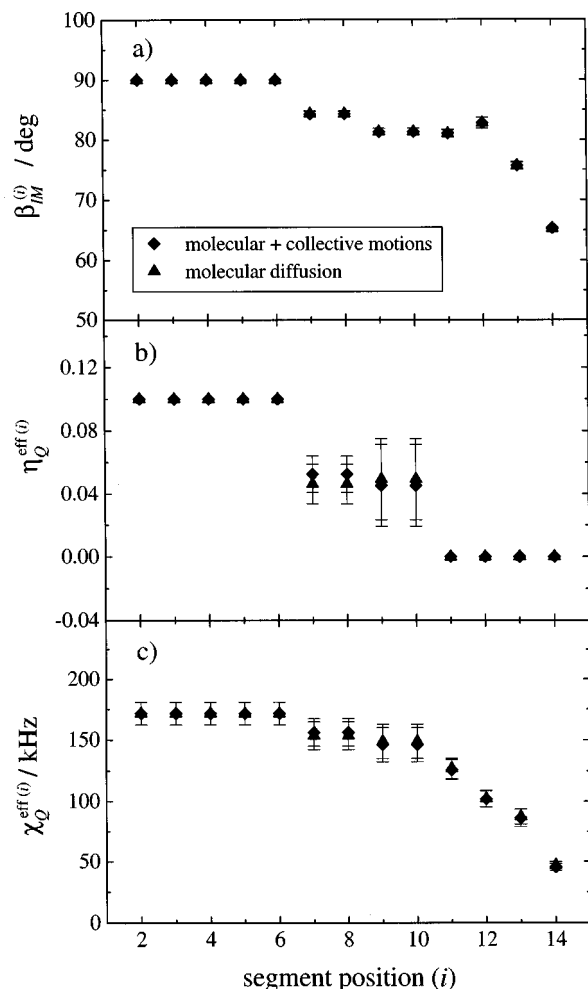 100
a)
90
80
70
60
50
β_IM^(i) / deg
◆ molecular + collective motions
▲ molecular diffusion
b)
0.12
0.08
0.04
0.00
-0.04
η_Q^eff(i)
c)
200
150
100
50
0
χ_Q^eff(i) / kHz
2 4 6 8 10 12 14
segment position (i)